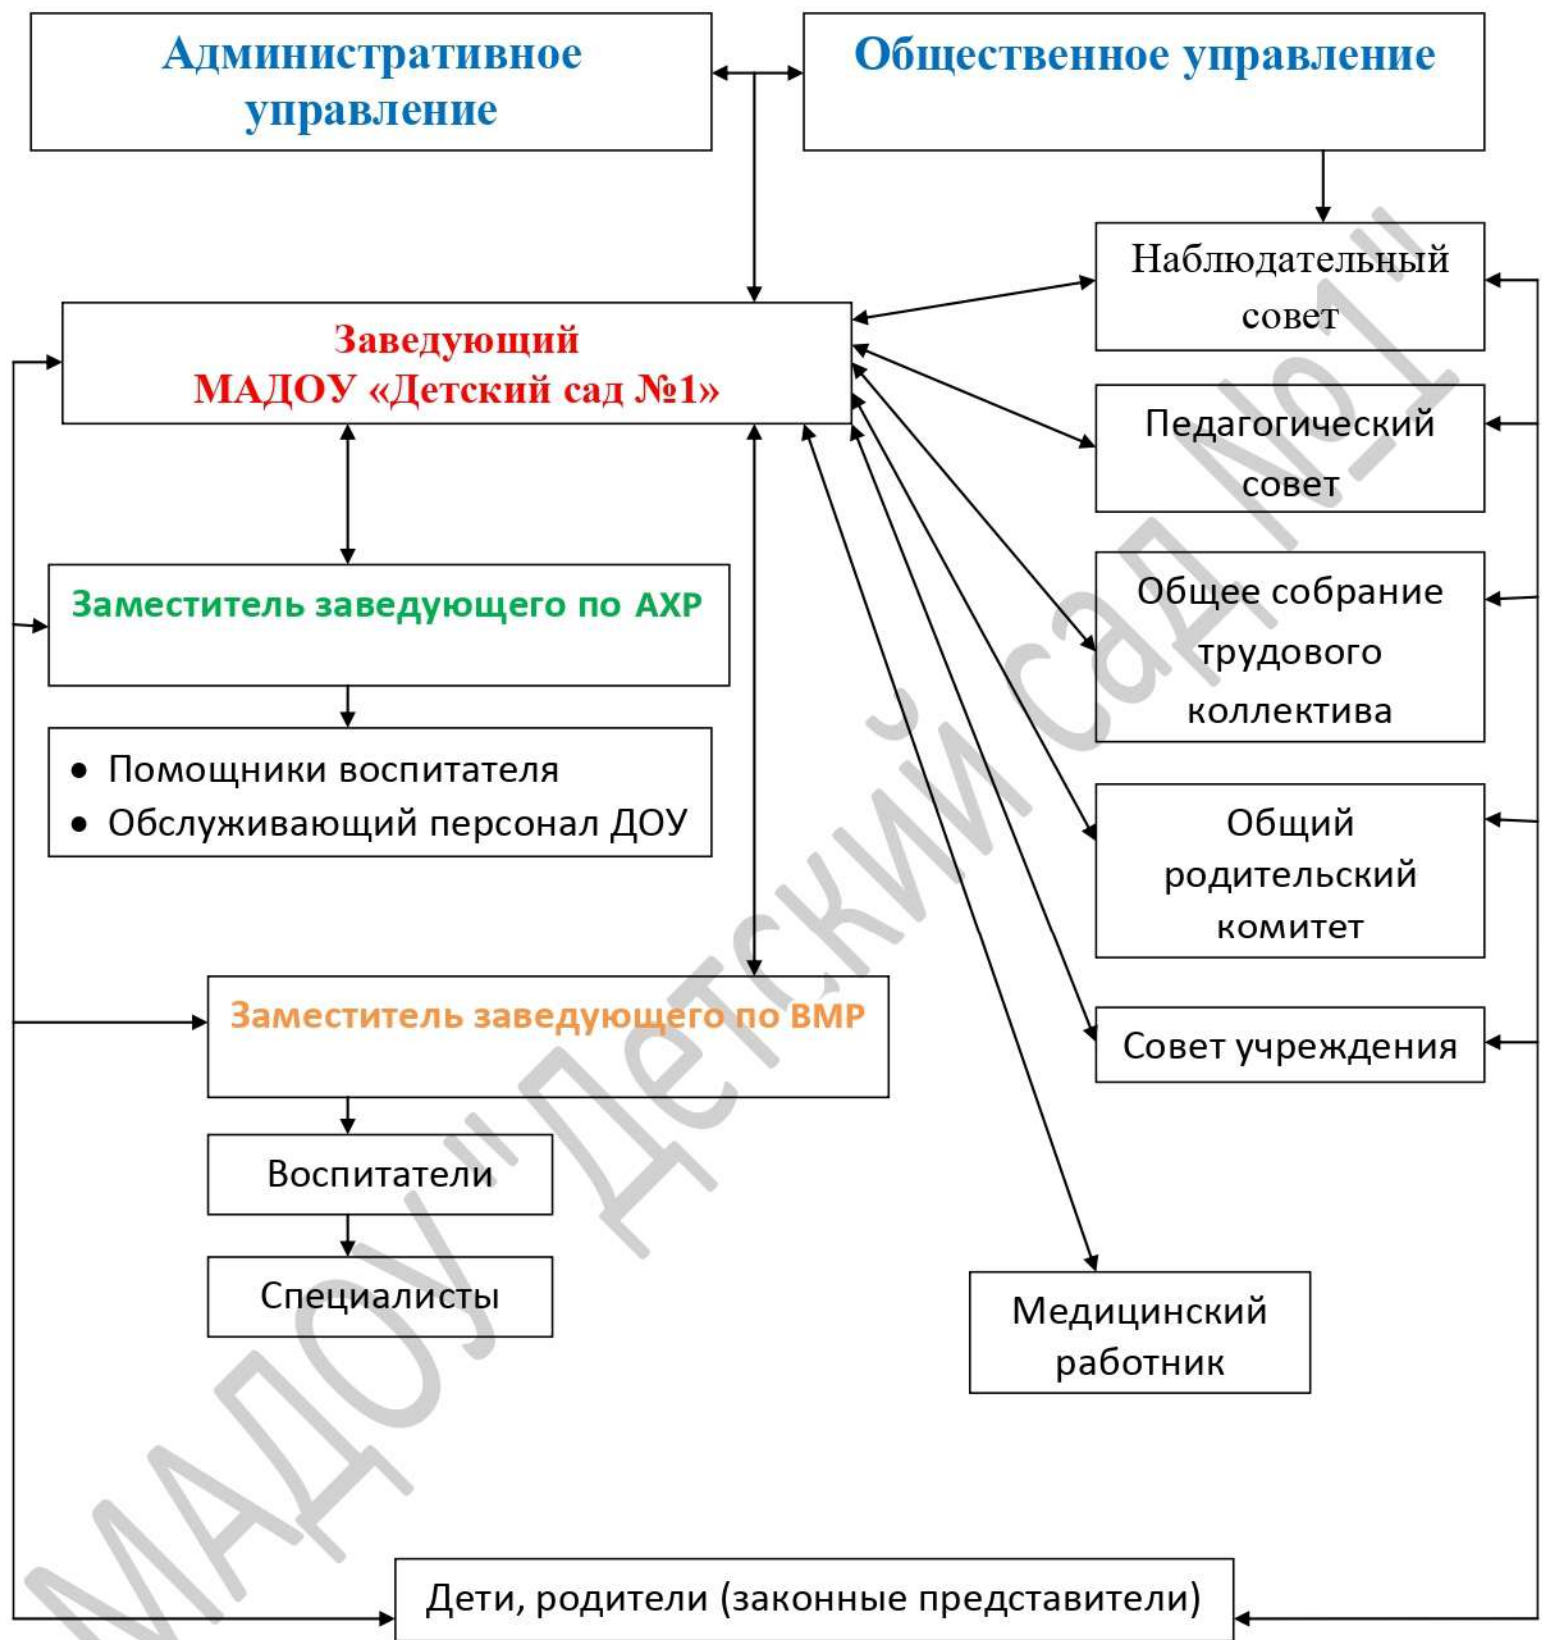 Административное
управление
Общественное управление
Наблюдательный
совет
Заведующий
МАДОУ «Детский сад №1»
Педагогический
совет
Заместитель заведующего по АХР
Общее собрание
трудового
коллектива
• Помощники воспитателя
• Обслуживающий персонал ДОУ
Общий
родительский
комитет
Заместитель заведующего по ВМР
Совет учреждения
Воспитатели
Специалисты
Медицинский
работник
Дети, родители (законные представители)
МАДОУ "Детский сад №1"